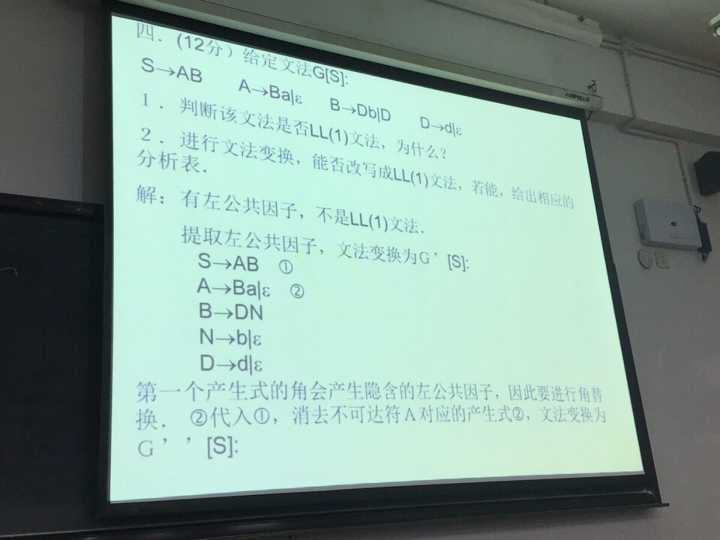 四．(12分）给定文法G[S]:
S→AB A→Ba|ε B→Db|D D→d|ε
１．判断该文法是否LL(1)文法，为什么？
２．进行文法变换，能否改写成LL(1)文法，若能，给出相应的
分析表．
解：有左公共因子，不是LL(1)文法．
提取左公共因子，文法变换为G’[S]:
S→AB ①
A→Ba|ε ②
B→DN
N→b|ε
D→d|ε
第一个产生式的角会产生隐含的左公共因子，因此要进行角替
换． ②代入①，消去不可达符A对应的产生式②，文法变换为
G’’[S]: